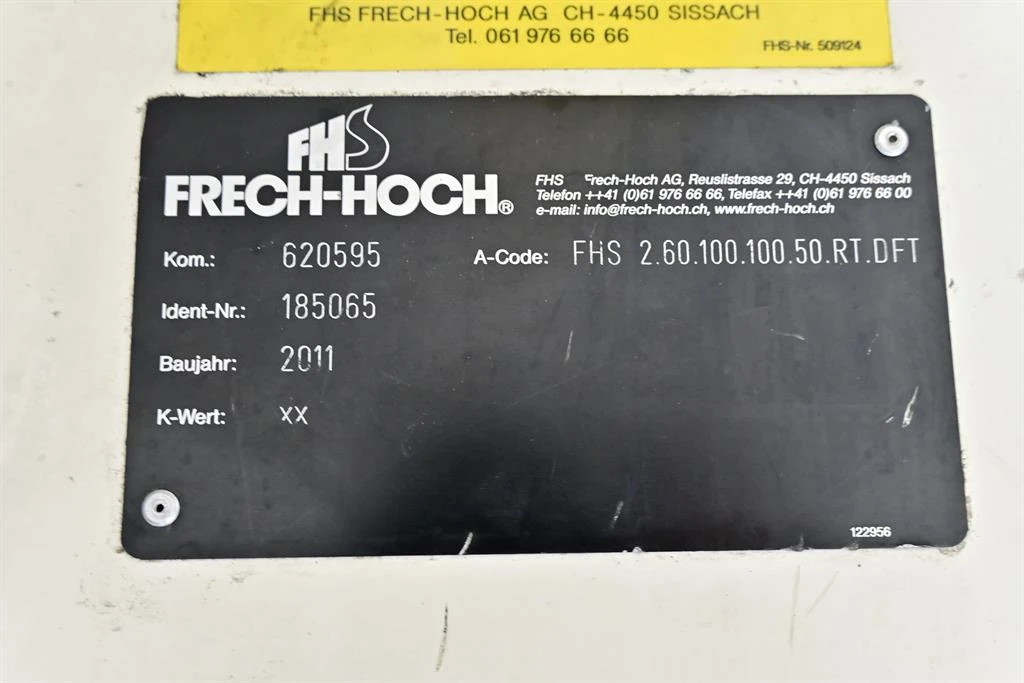 FHS FRECH-HOCH AG CH-4450 SISSACH
Tel. 061 976 66 66
FHS-Nr. 509124
FHS
FRECH-HOCH®
FHS Frech-Hoch AG, Reuslistrasse 29, CH-4450 Sissach
Telefon ++41 (0)61 976 66 66, Telefax ++41 (0)61 976 66 00
e-mail: info@frech-hoch.ch, www.frech-hoch.ch
Kom.: 620595 A-Code: FHS 2.60.100.100.50.RT.DFT
Ident-Nr.: 185065
Baujahr: 2011
K-Wert: XX
122956